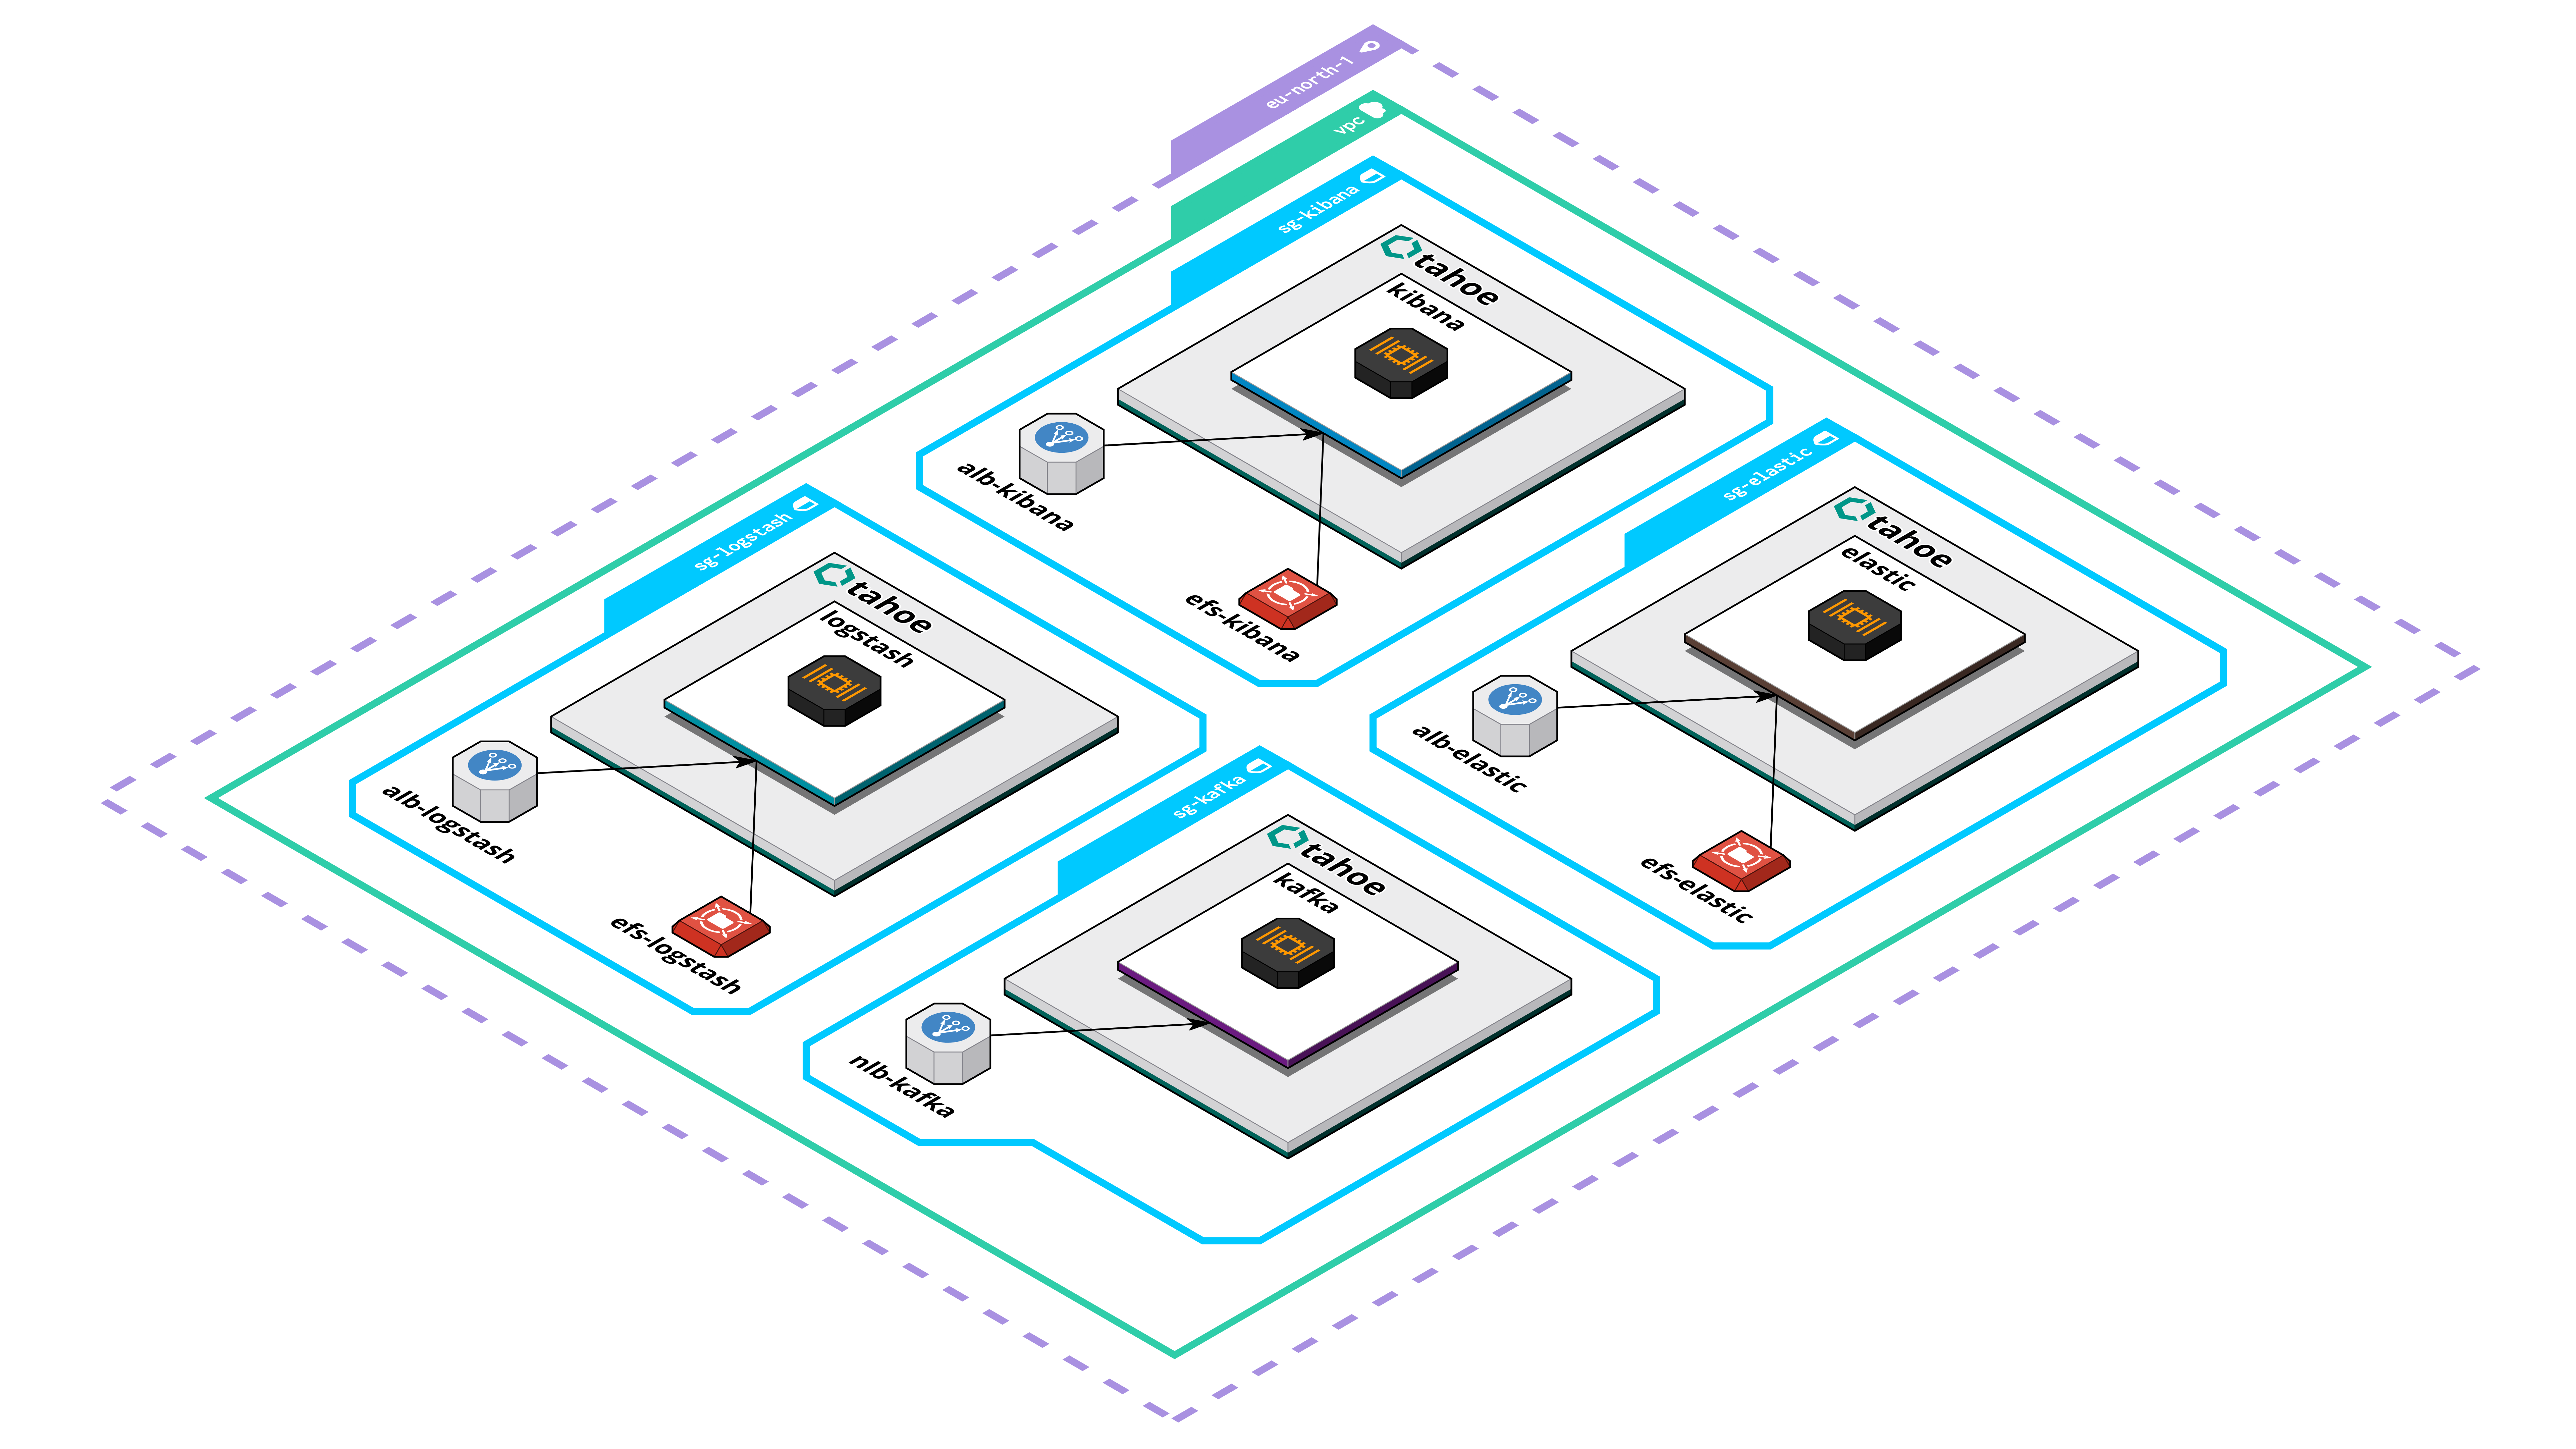 eu-north-1
vpc
sg-kibana
tahoe
kibana
alb-kibana
efs-kibana
sg-elastic
tahoe
elastic
alb-elastic
efs-elastic
sg-logstash
tahoe
logstash
alb-logstash
efs-logstash
sg-kafka
tahoe
kafka
nlb-kafka